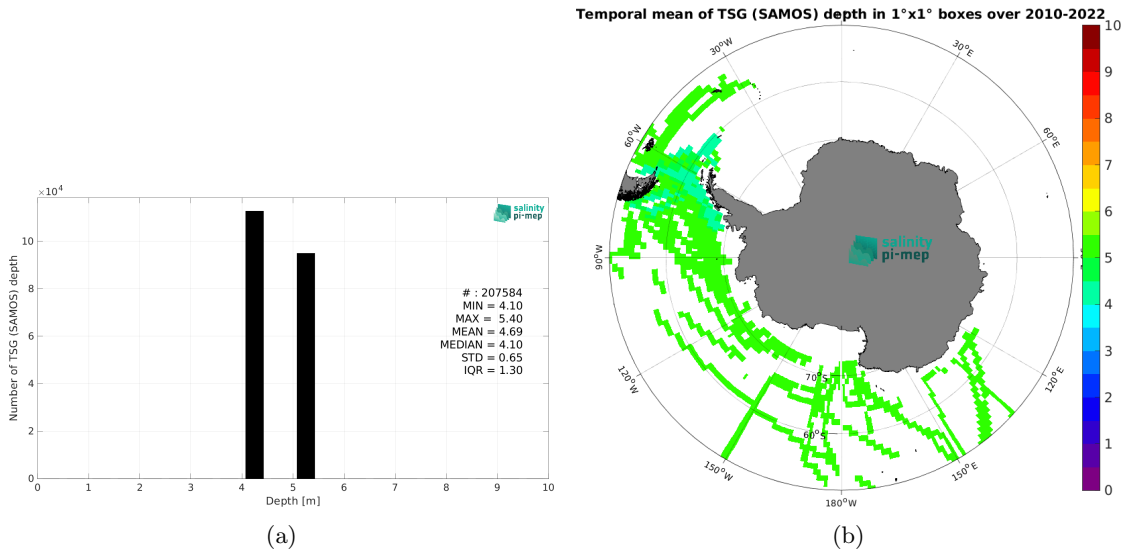 ×10⁴
10
8
6
4
2
0
0 1 2 3 4 5 6 7 8 9 10
Number of TSG (SAMOS) depth
Depth [m]
salinity
pi-mep
# : 207584
MIN = 4.10
MAX = 5.40
MEAN = 4.69
MEDIAN = 4.10
STD = 0.65
IQR = 1.30
(a)
Temporal mean of TSG (SAMOS) depth in 1°x1° boxes over 2010-2022
30°W
30°E
60°W
60°E
90°W
120°W
120°E
150°W
150°E
180°W
70°S
60°S
salinity
pi-mep
10
9
8
7
6
5
4
3
2
1
0
(b)